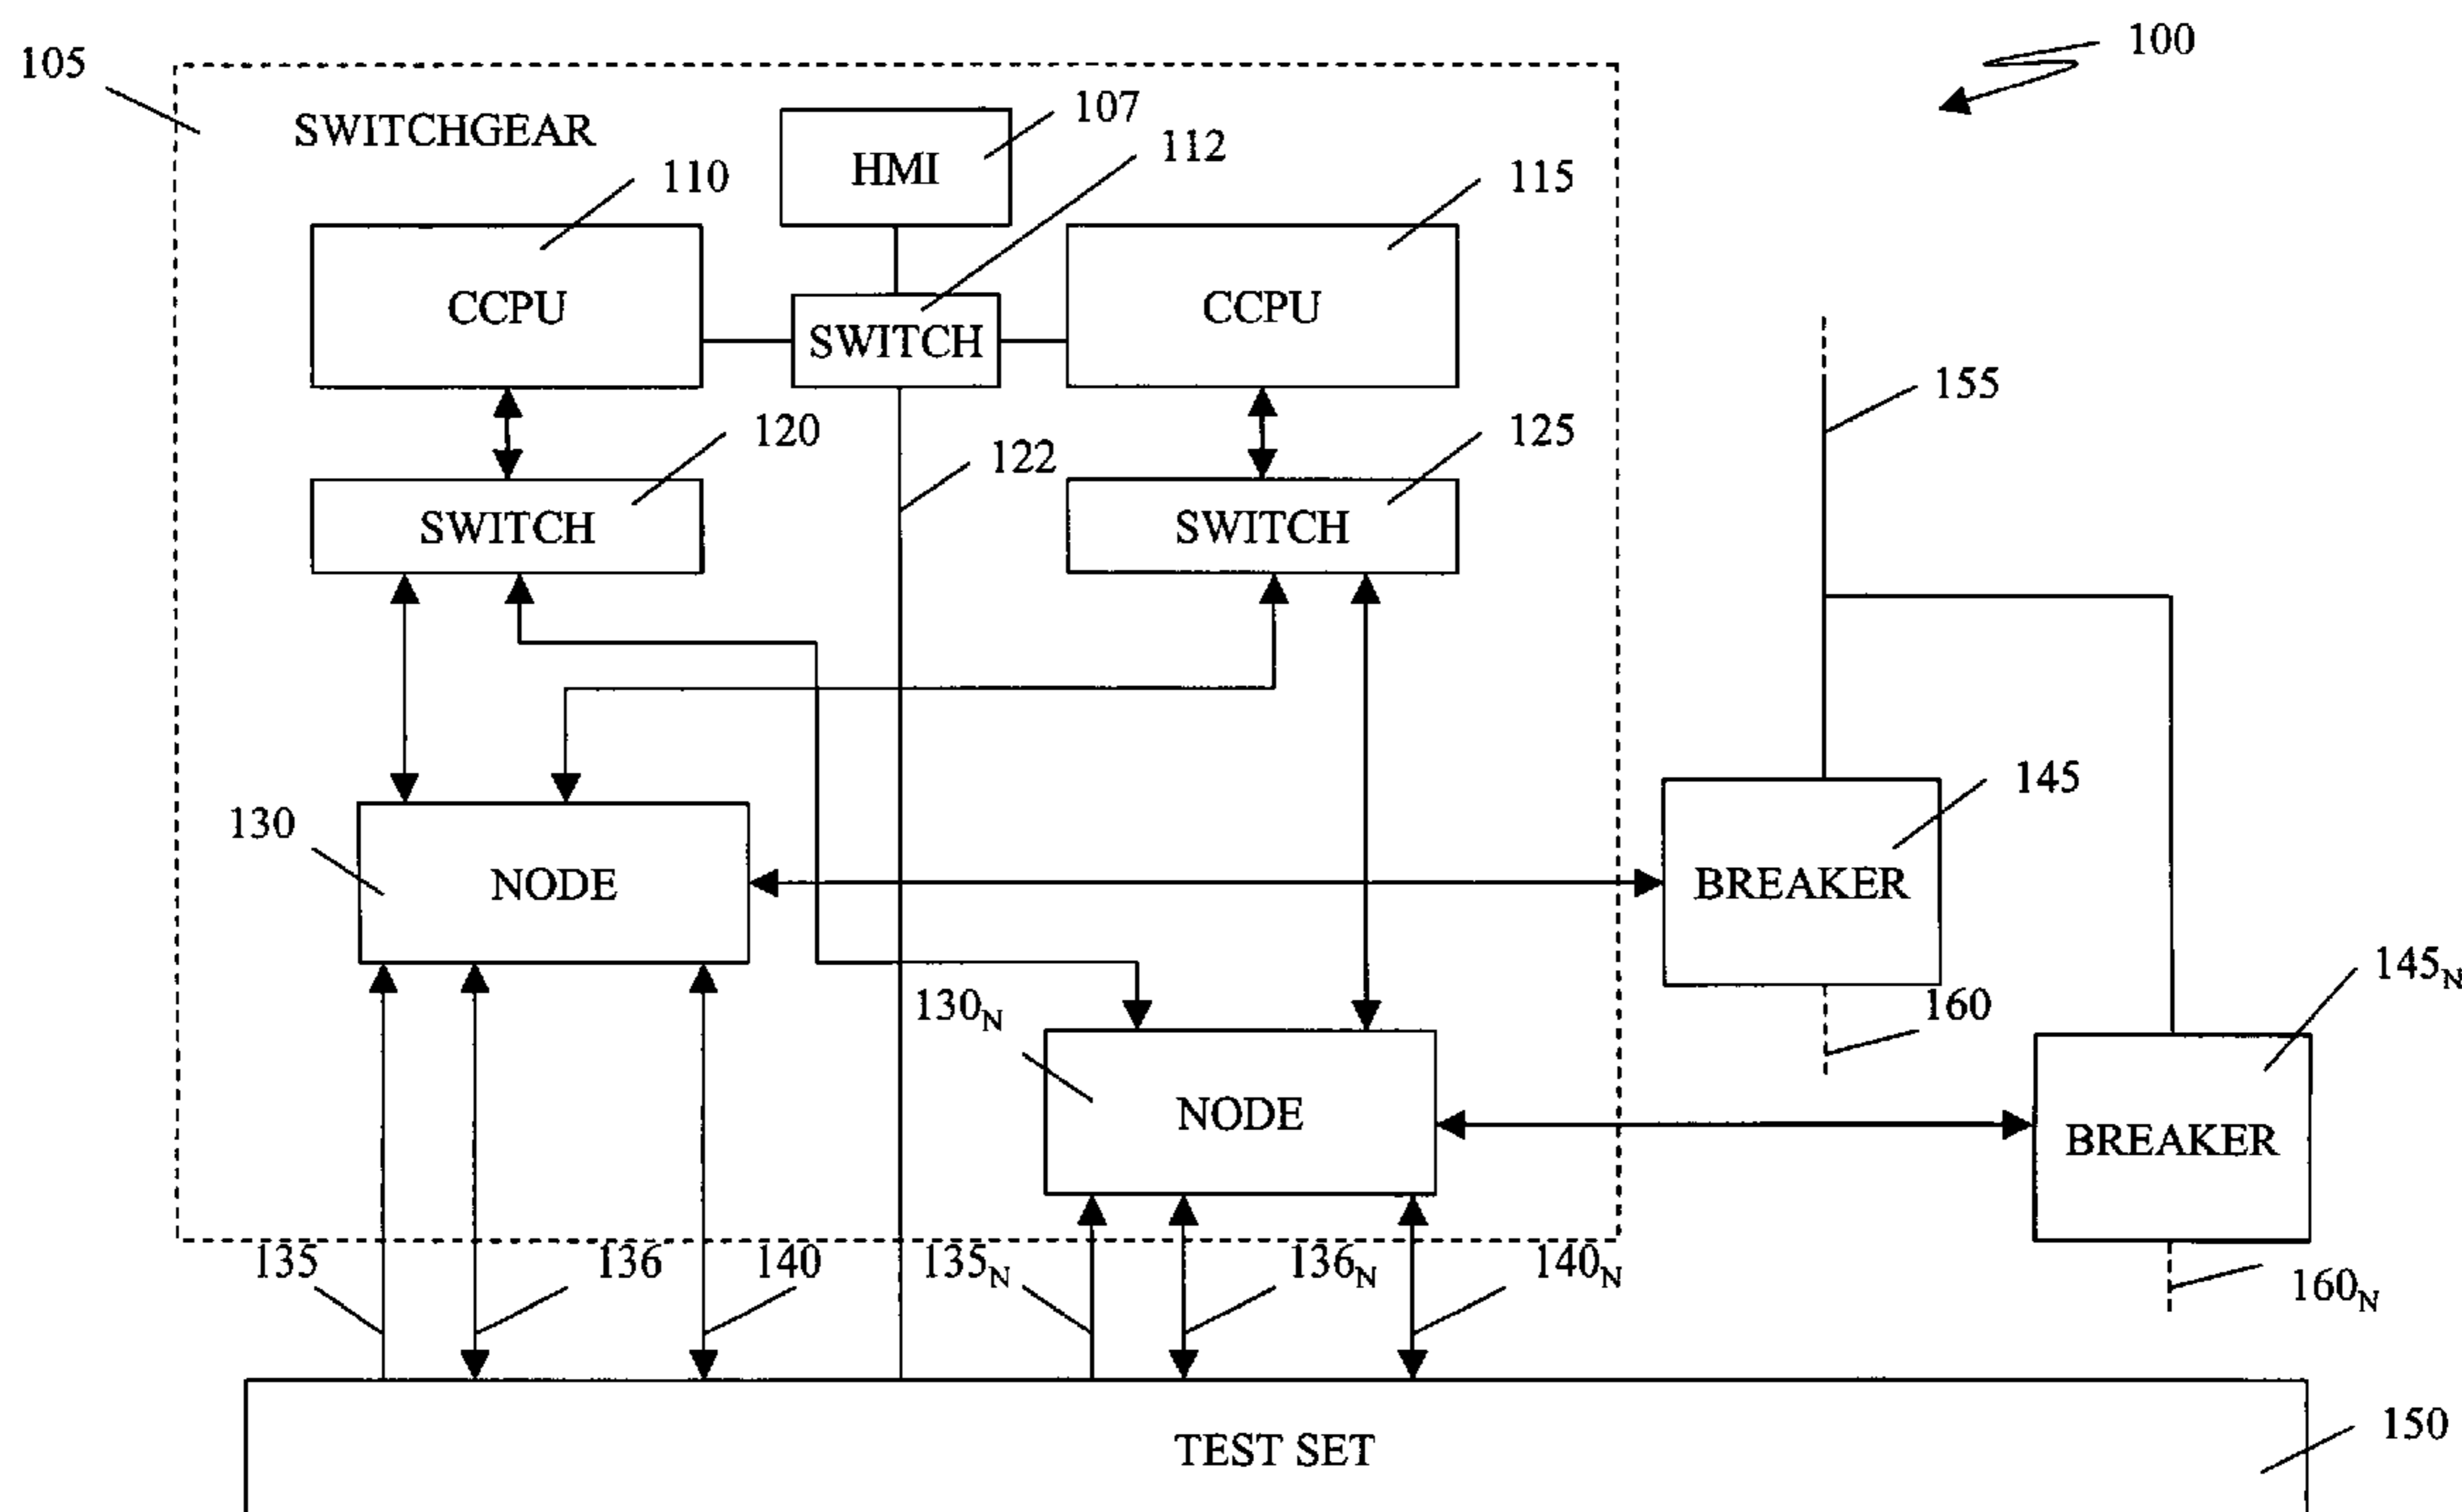 100
105
107
SWITCHGEAR
112
HMI
110
115
CCPU
CCPU
SWITCH
155
120
122
125
SWITCH
SWITCH
145
130
NODE
BREAKER
145N
130N
160
NODE
BREAKER
135
136
140
135N
136N
140N
160N
150
TEST SET